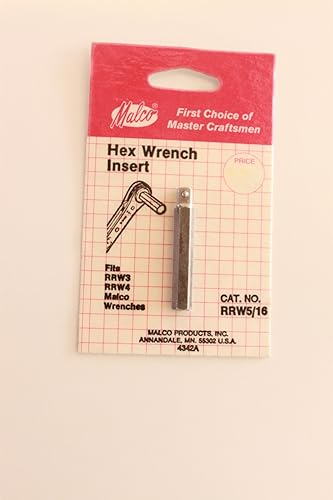 Malco®
First Choice of
Master Craftsmen
Hex Wrench
Insert
PRICE
Fits
RRW3
RRW4
Malco
Wrenches
CAT. NO.
RRW5/16
MALCO PRODUCTS, INC.
ANNANDALE, MN. 55302 U.S.A.
4342A